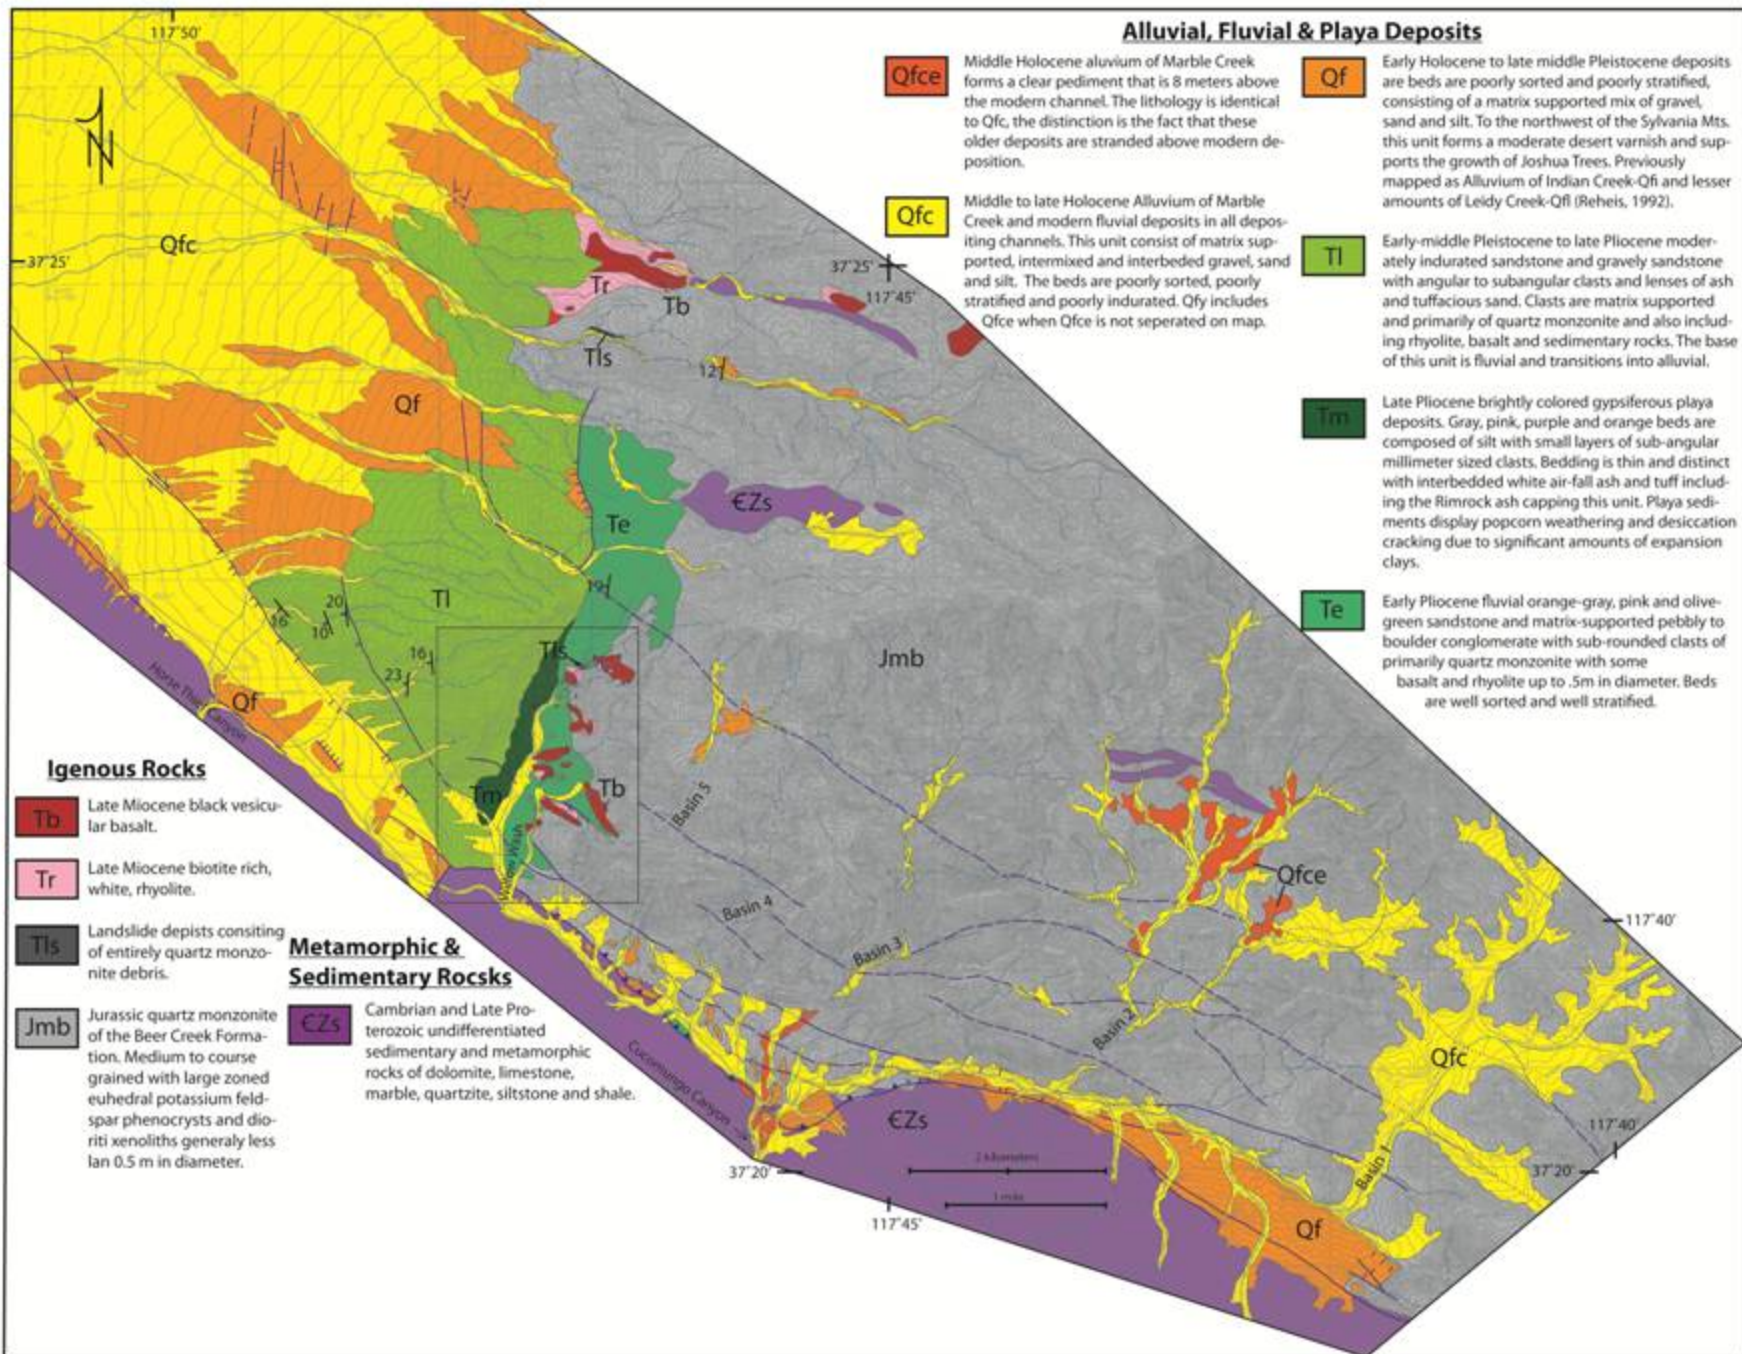 117˚50'
N
37˚25'
Qfc
Qf
Tl
Te
Tr
Tb
Tls
12
ЄZs
37˚25'
117˚45'
19
20
16
10
16
23
Tls
Jmb
Qf
Horse Thief Canyon
Tm
Tb
Willow Wash
Basin 5
Basin 4
Basin 3
Basin 2
Basin 1
Qfce
Qfc
117˚40'
117˚40'
37˚20'
Cucomungo Canyon
ЄZs
37˚20'
2 kilometers
1 mile
117˚45'
Qf
Alluvial, Fluvial & Playa Deposits
Qfce
Middle Holocene aluvium of Marble Creek
forms a clear pediment that is 8 meters above
the modern channel. The lithology is identical
to Qfc, the distinction is the fact that these
older deposits are stranded above modern de-
position.
Qfc
Middle to late Holocene Alluvium of Marble
Creek and modern fluvial deposits in all depos-
iting channels. This unit consist of matrix sup-
ported, intermixed and interbeded gravel, sand
and silt. The beds are poorly sorted, poorly
stratified and poorly indurated. Qfy includes
Qfce when Qfce is not seperated on map.
Qf
Early Holocene to late middle Pleistocene deposits
are beds are poorly sorted and poorly stratified,
consisting of a matrix supported mix of gravel,
sand and silt. To the northwest of the Sylvania Mts.
this unit forms a moderate desert varnish and sup-
ports the growth of Joshua Trees. Previously
mapped as Alluvium of Indian Creek-Qfi and lesser
amounts of Leidy Creek-Qfl (Reheis, 1992).
Tl
Early-middle Pleistocene to late Pliocene moder-
ately indurated sandstone and gravely sandstone
with angular to subangular clasts and lenses of ash
and tuffacious sand. Clasts are matrix supported
and primarily of quartz monzonite and also includ-
ing rhyolite, basalt and sedimentary rocks. The base
of this unit is fluvial and transitions into alluvial.
Tm
Late Pliocene brightly colored gypsiferous playa
deposits. Gray, pink, purple and orange beds are
composed of silt with small layers of sub-angular
millimeter sized clasts. Bedding is thin and distinct
with interbedded white air-fall ash and tuff includ-
ing the Rimrock ash capping this unit. Playa sedi-
ments display popcorn weathering and desiccation
cracking due to significant amounts of expansion
clays.
Te
Early Pliocene fluvial orange-gray, pink and olive-
green sandstone and matrix-supported pebbly to
boulder conglomerate with sub-rounded clasts of
primarily quartz monzonite with some
basalt and rhyolite up to .5m in diameter. Beds
are well sorted and well stratified.
Igenous Rocks
Tb
Late Miocene black vesicu-
lar basalt.
Tr
Late Miocene biotite rich,
white, rhyolite.
Tls
Landslide depists consiting
of entirely quartz monzo-
nite debris.
Jmb
Jurassic quartz monzonite
of the Beer Creek Forma-
tion. Medium to course
grained with large zoned
euhedral potassium feld-
spar phenocrysts and dio-
riti xenoliths generaly less
lan 0.5 m in diameter.
Metamorphic &
Sedimentary Rocsks
ЄZs
Cambrian and Late Pro-
terozoic undifferentiated
sedimentary and metamorphic
rocks of dolomite, limestone,
marble, quartzite, siltstone and shale.